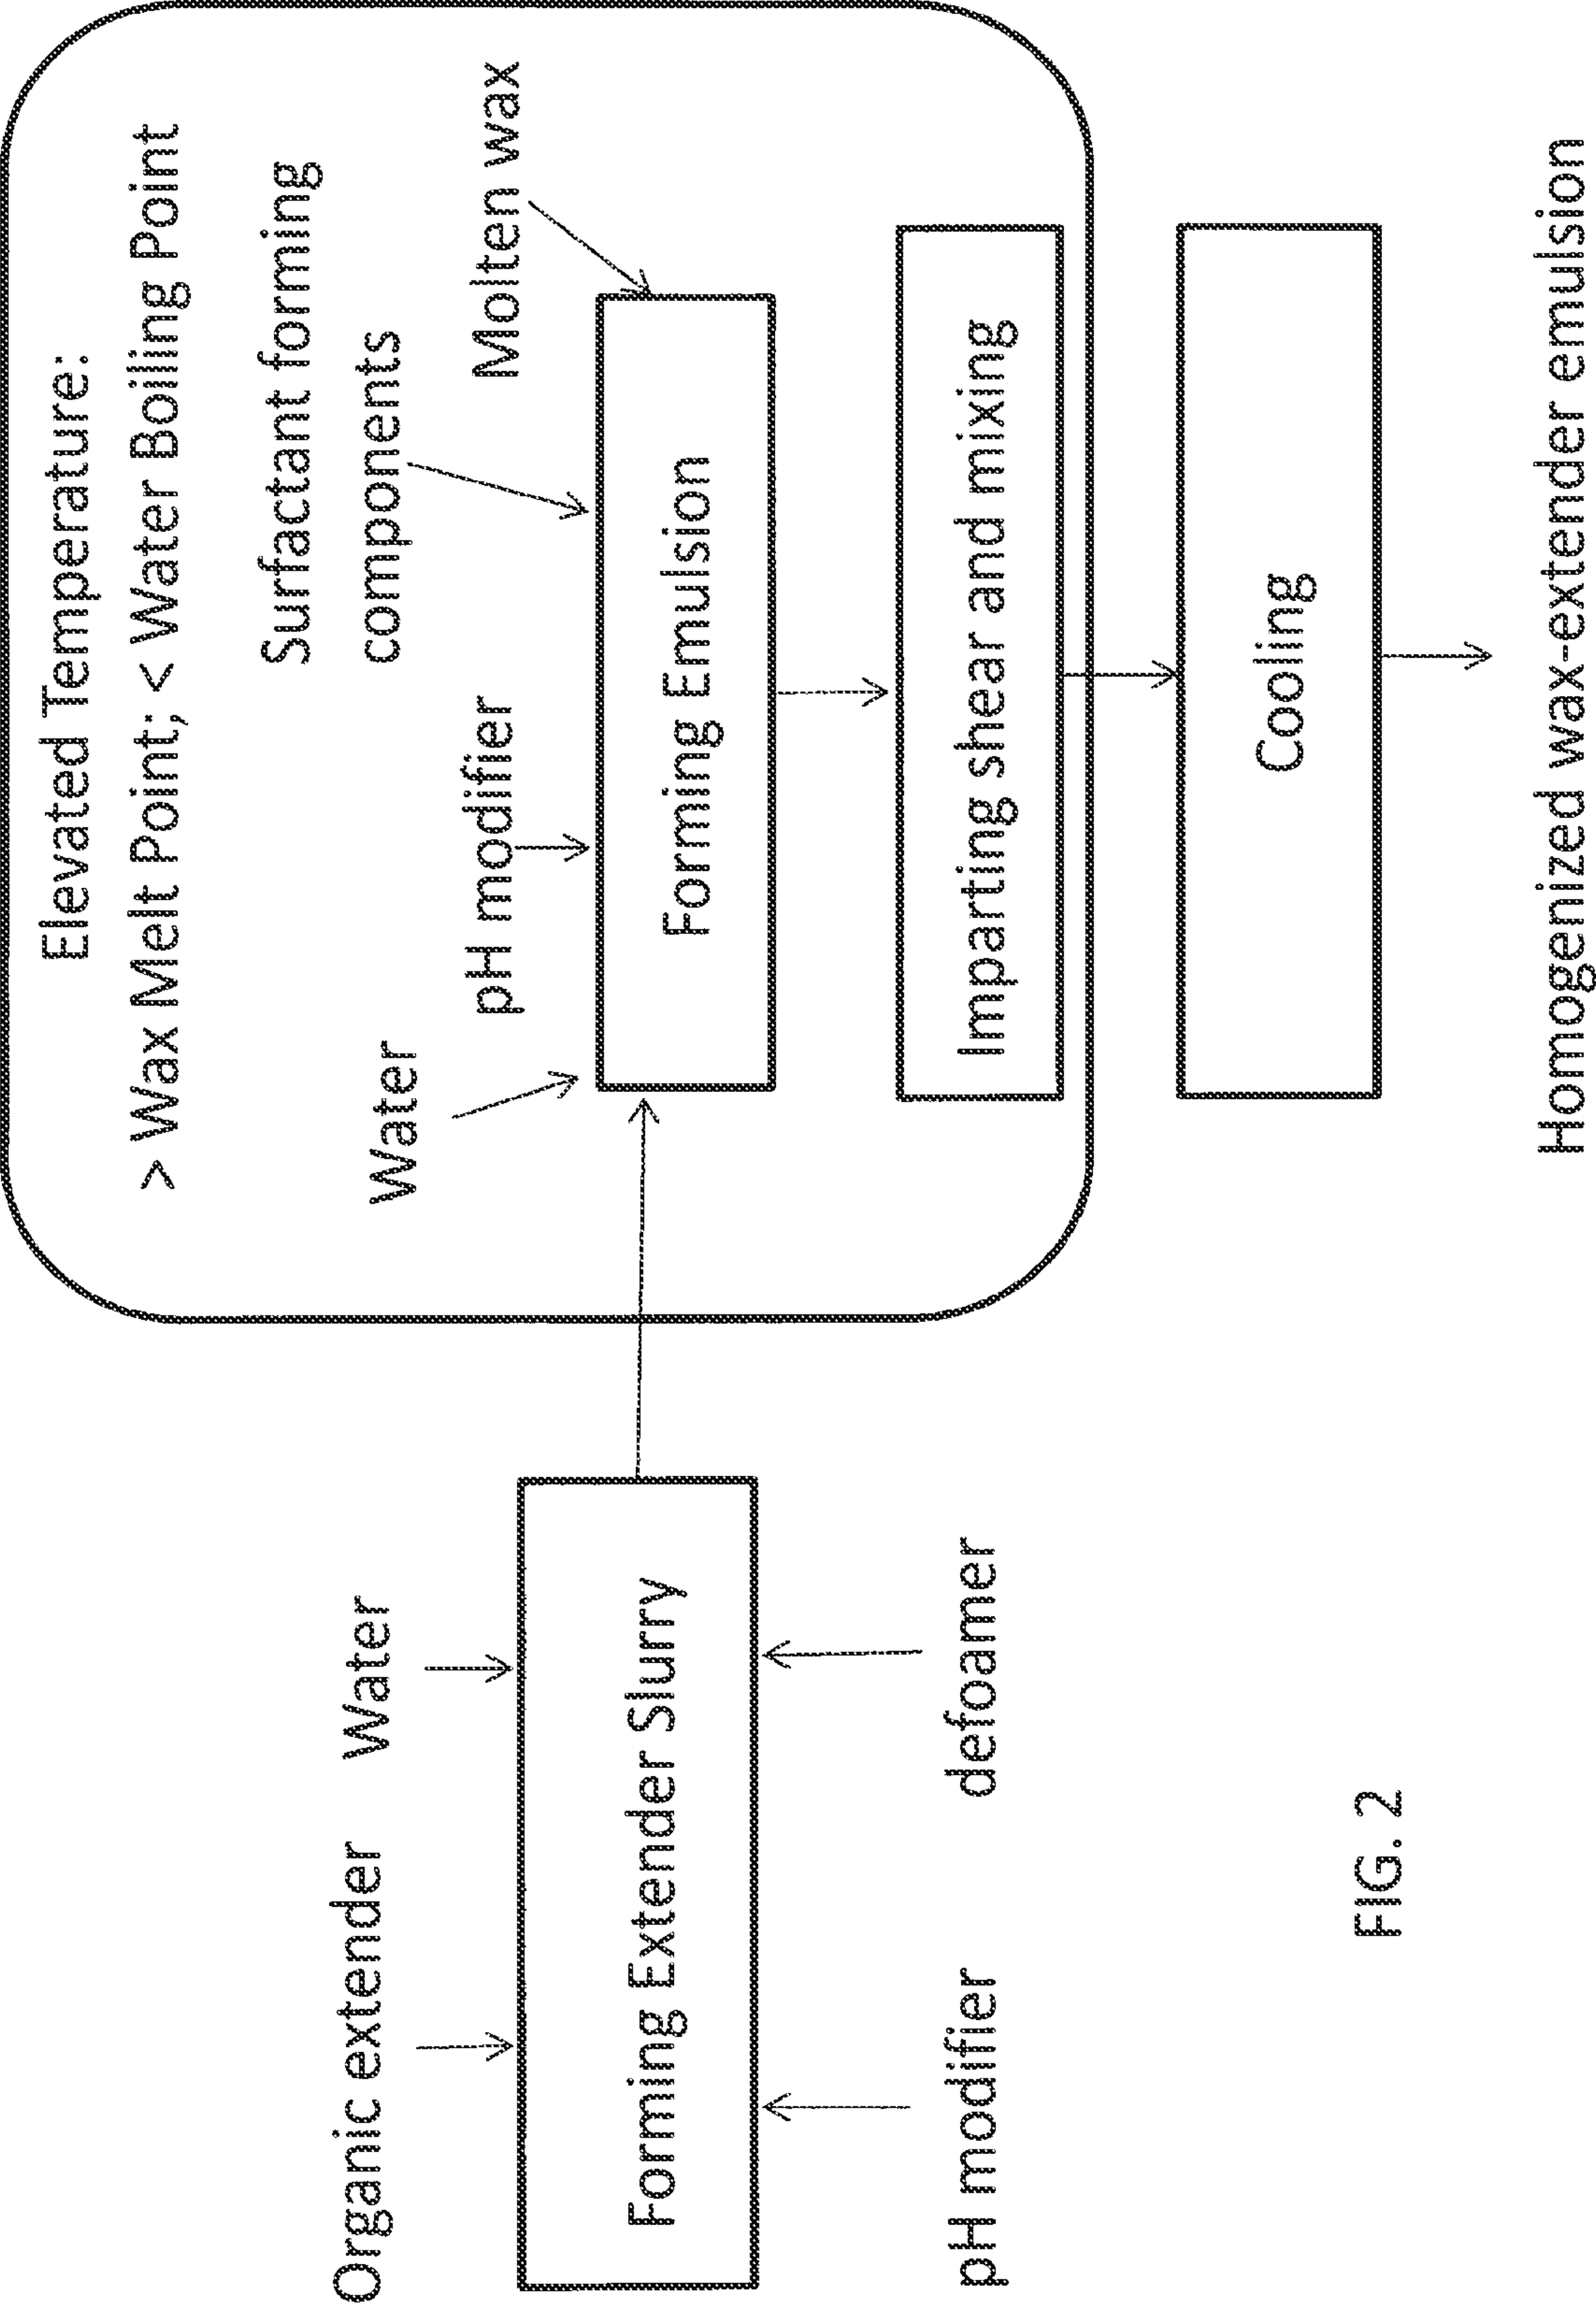 Elevated Temperature:
> Wax Melt Point; < Water Boiling Point
Surfactant forming
components
Water
pH modifier
Molten wax
Organic extender
Water
Forming Extender Slurry
Forming Emulsion
pH modifier
defoamer
Imparting shear and mixing
Cooling
FIG. 2
Homogenized wax-extender emulsion